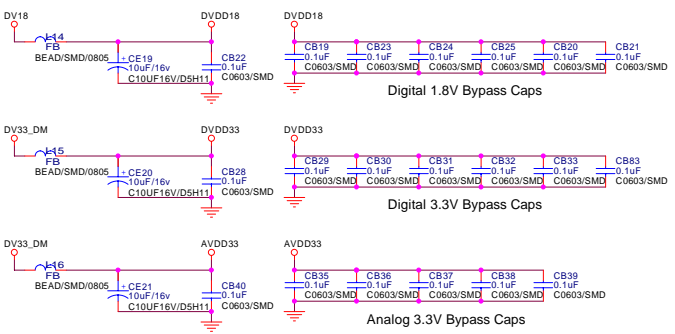 DV18 DVDD18 DVDD18
L14
FB
BEAD/SMD/0805
+ CE19
10uF/16v
C10UF16V/D5H11
CB22
0.1uF
C0603/SMD
CB19
0.1uF
C0603/SMD
CB23
0.1uF
C0603/SMD
CB24
0.1uF
C0603/SMD
CB25
0.1uF
C0603/SMD
CB20
0.1uF
C0603/SMD
CB21
0.1uF
C0603/SMD
Digital 1.8V Bypass Caps
DV33_DM DVDD33 DVDD33
L15
FB
BEAD/SMD/0805
+ CE20
10uF/16v
C10UF16V/D5H11
CB28
0.1uF
C0603/SMD
CB29
0.1uF
C0603/SMD
CB30
0.1uF
C0603/SMD
CB31
0.1uF
C0603/SMD
CB32
0.1uF
C0603/SMD
CB33
0.1uF
C0603/SMD
CB83
0.1uF
C0603/SMD
Digital 3.3V Bypass Caps
DV33_DM AVDD33 AVDD33
L16
FB
BEAD/SMD/0805
+ CE21
10uF/16v
C10UF16V/D5H11
CB40
0.1uF
C0603/SMD
CB35
0.1uF
C0603/SMD
CB36
0.1uF
C0603/SMD
CB37
0.1uF
C0603/SMD
CB38
0.1uF
C0603/SMD
CB39
0.1uF
C0603/SMD
Analog 3.3V Bypass Caps